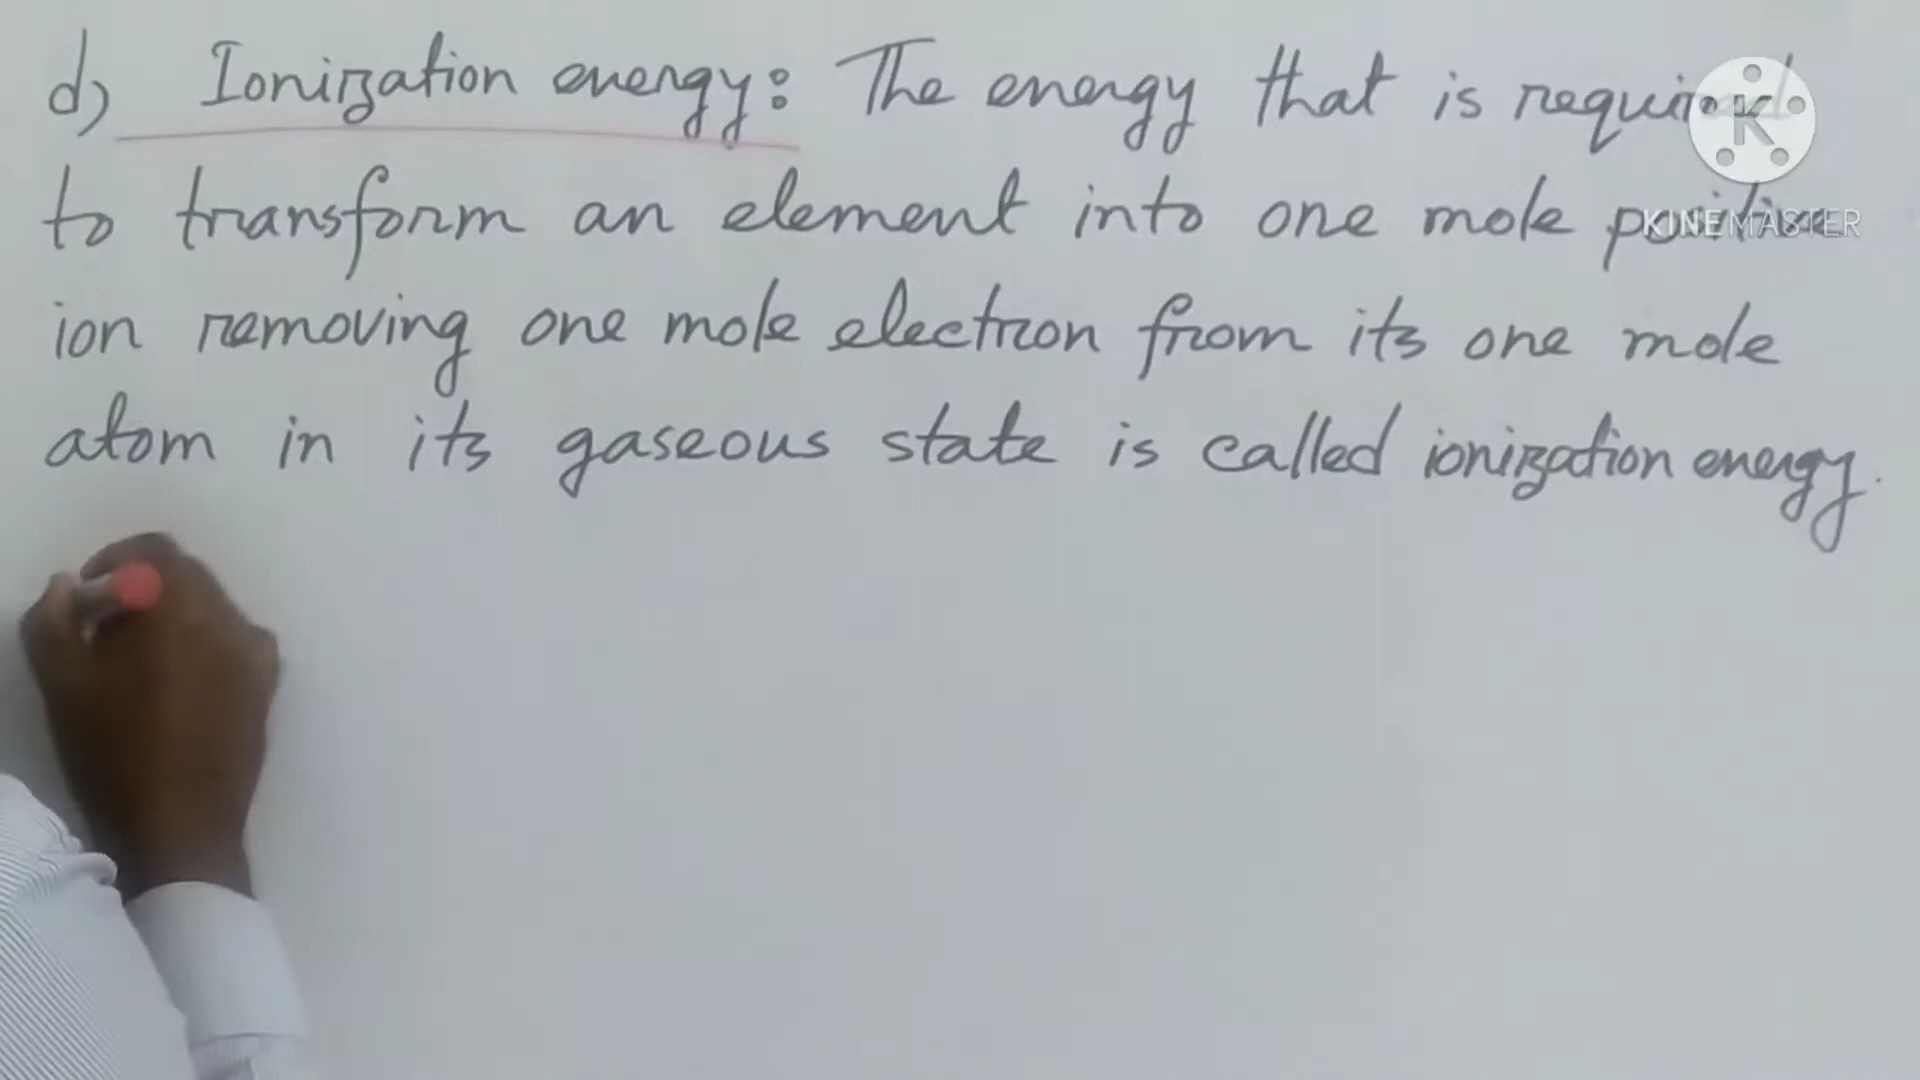 d) Ionization energy: The energy that is required
to transform an element into one mole positive
ion removing one mole electron from its one mole
atom in its gaseous state is called ionization energy.
K
KINEMASTER